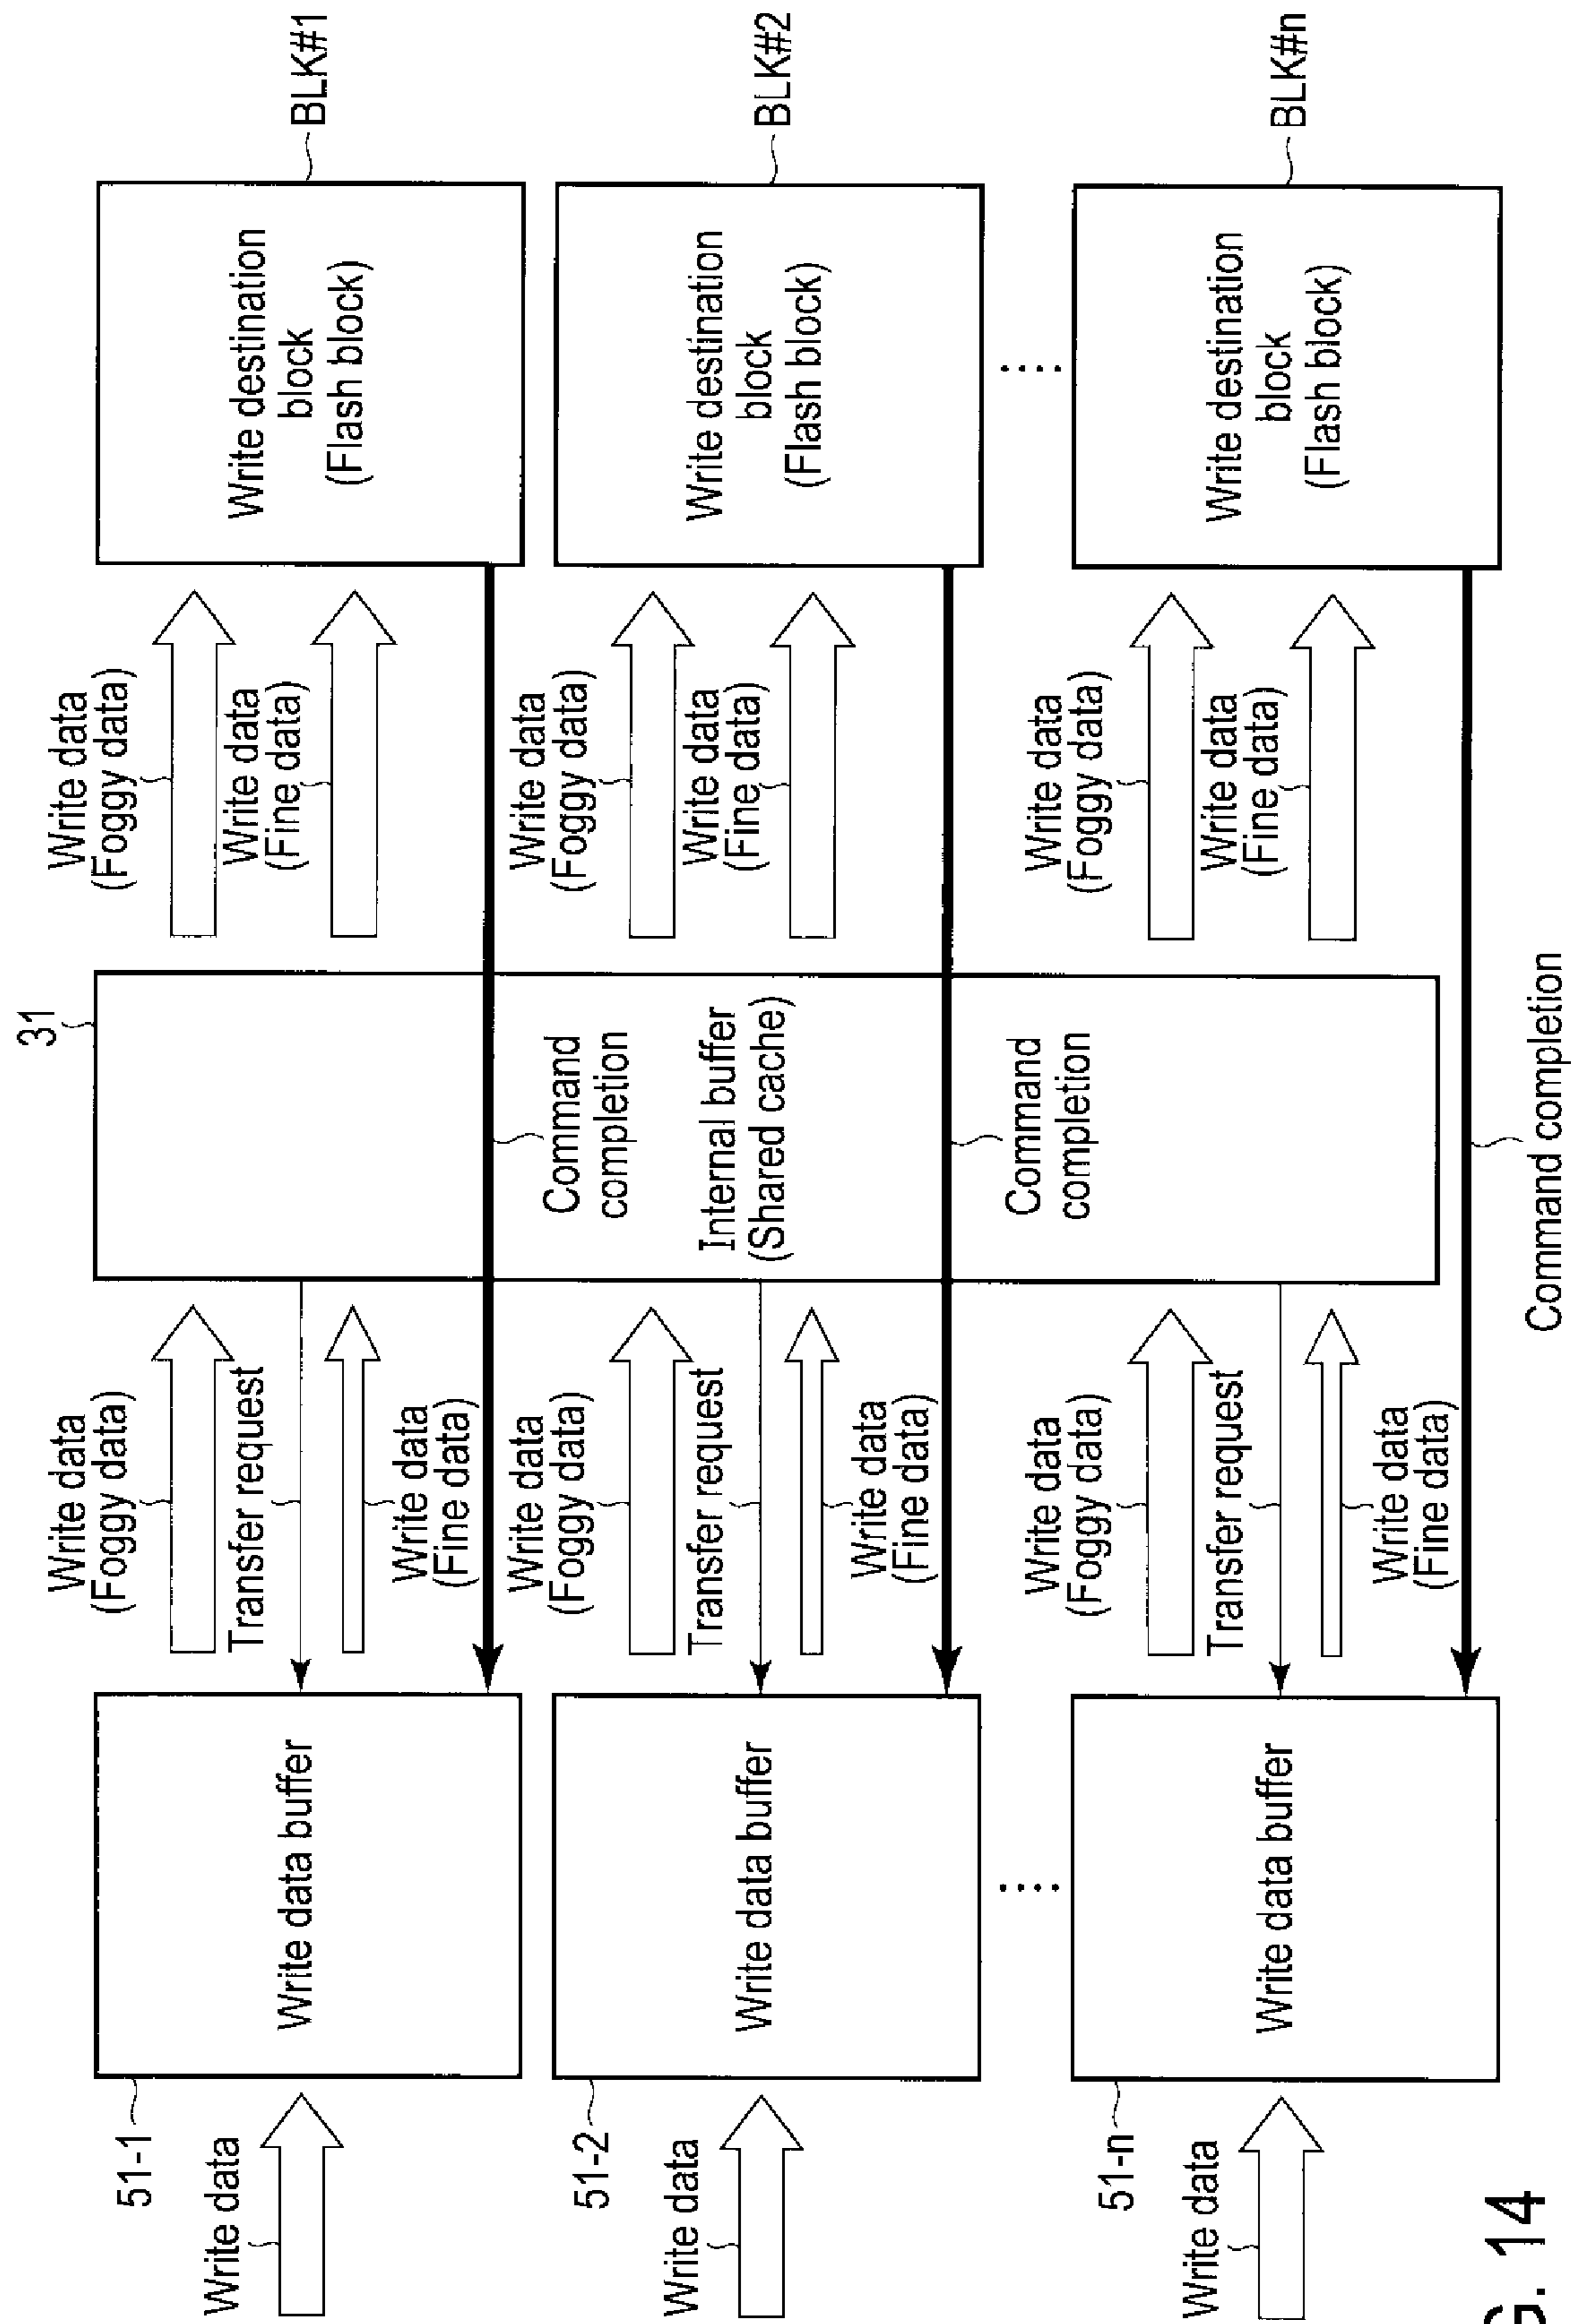 Write data
51-1
Write data buffer
Write data
(Foggy data)
Transfer request
Write data
(Fine data)
31
Command
completion
Write data
(Foggy data)
Write data
(Fine data)
Write destination
block
(Flash block)
BLK#1
Write data
51-2
Write data buffer
Write data
(Foggy data)
Transfer request
Write data
(Fine data)
Internal buffer
(Shared cache)
Command
completion
Write data
(Foggy data)
Write data
(Fine data)
Write destination
block
(Flash block)
BLK#2
Write data
51-n
Write data buffer
Write data
(Foggy data)
Transfer request
Write data
(Fine data)
Command completion
Write data
(Foggy data)
Write data
(Fine data)
Write destination
block
(Flash block)
BLK#n
G. 14